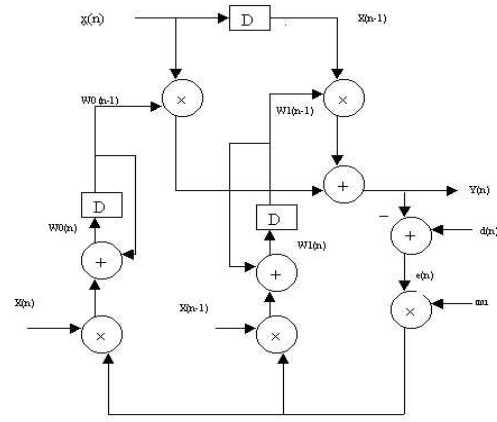 x(n)
D
X(n-1)
W0 (n-1)
×
W1(n-1)
×
+
Y(n)
D
D
−
+
d(n)
W0(n)
+
W1(n)
+
e(n)
X(n)
×
X(n-1)
×
×
mu